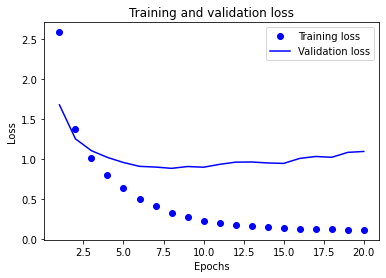 Training and validation loss
Training loss
Validation loss
Loss
2.5
2.0
1.5
1.0
0.5
0.0
2.5
5.0
7.5
10.0
12.5
15.0
17.5
20.0
Epochs